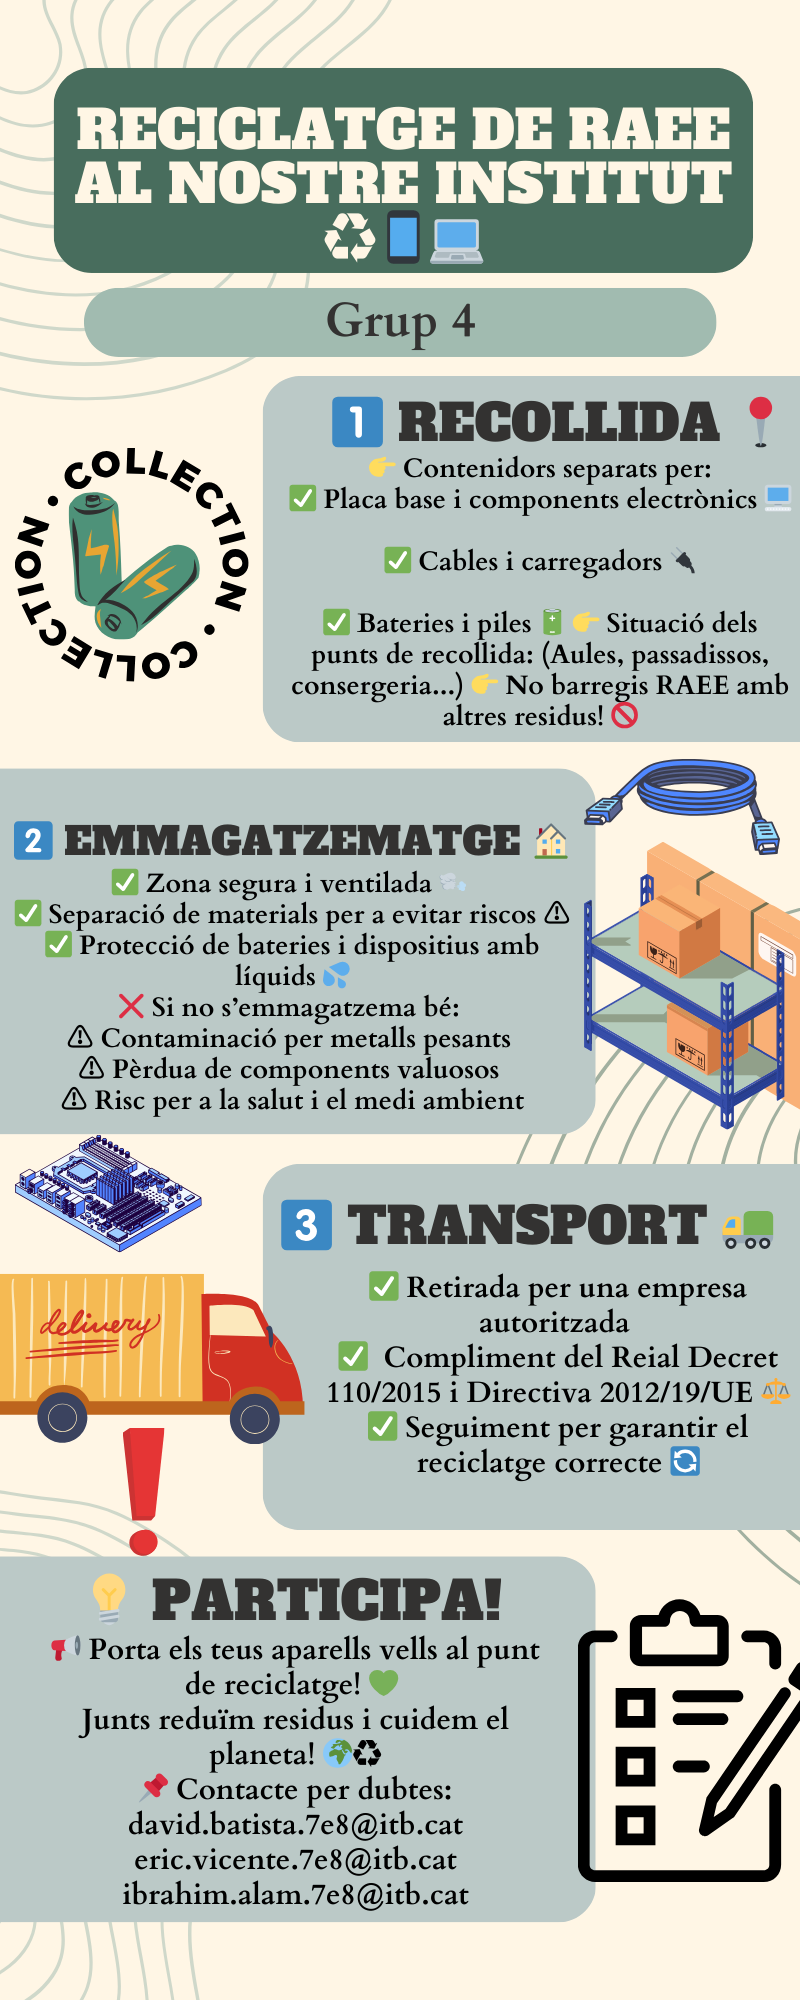 RECICLATGE DE RAEE
AL NOSTRE INSTITUT
♻📱💻
Grup 4
1️⃣ RECOLLIDA 📍
👉 Contenidors separats per:
✅ Placa base i components electrònics 💻
✅ Cables i carregadors 🔌
✅ Bateries i piles 🔋 👉 Situació dels
punts de recollida: (Aules, passadissos,
consergeria...) 👉 No barregis RAEE amb
altres residus! 🚫
COLLECTION · COLLECTION ·
2️⃣ EMMAGATZEMATGE 🏠
✅ Zona segura i ventilada 💨
✅ Separació de materials per a evitar riscos ⚠
✅ Protecció de bateries i dispositius amb
líquids 💦
❌ Si no s’emmagatzema bé:
⚠ Contaminació per metalls pesants
⚠ Pèrdua de components valuosos
⚠ Risc per a la salut i el medi ambient
3️⃣ TRANSPORT 🚛
✅ Retirada per una empresa
autoritzada
✅ Compliment del Reial Decret
110/2015 i Directiva 2012/19/UE ⚖
✅ Seguiment per garantir el
reciclatge correcte 🔄
delivery
💡 PARTICIPA!
📢 Porta els teus aparells vells al punt
de reciclatge! 💚
Junts reduïm residus i cuidem el
planeta! 🌍♻
📌 Contacte per dubtes:
david.batista.7e8@itb.cat
eric.vicente.7e8@itb.cat
ibrahim.alam.7e8@itb.cat